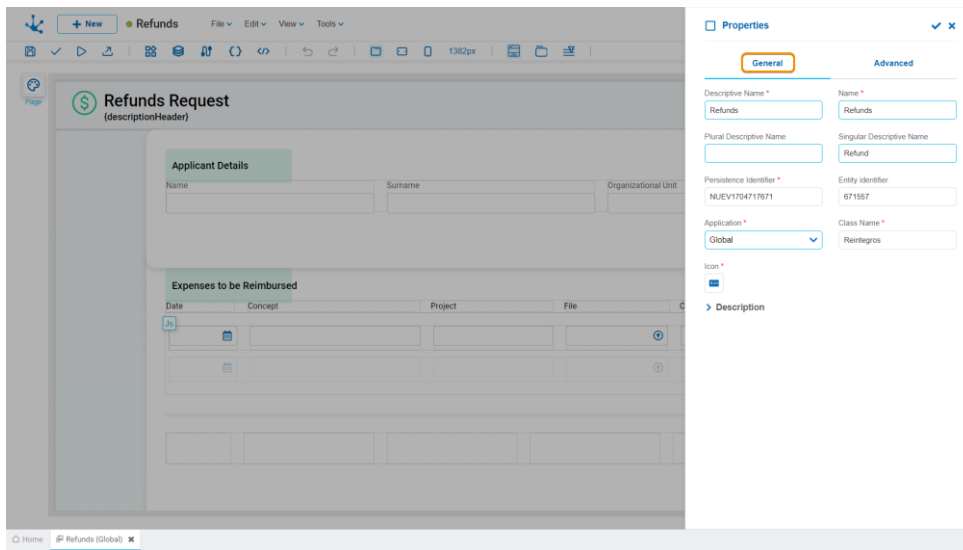 + New
Refunds
File
Edit
View
Tools
1382px
Page
Refunds Request
{descriptionHeader}
Applicant Details
Name
Surname
Organizational Unit
Expenses to be Reimbursed
Date
Concept
Project
File
C
Js
Properties
General
Advanced
Descriptive Name *
Name *
Refunds
Refunds
Plural Descriptive Name
Singular Descriptive Name
Refund
Persistence Identifier *
Entity identifier
NUEV1704717671
671557
Application *
Class Name *
Global
Reintegros
Icon *
Description
Home
Refunds (Global)